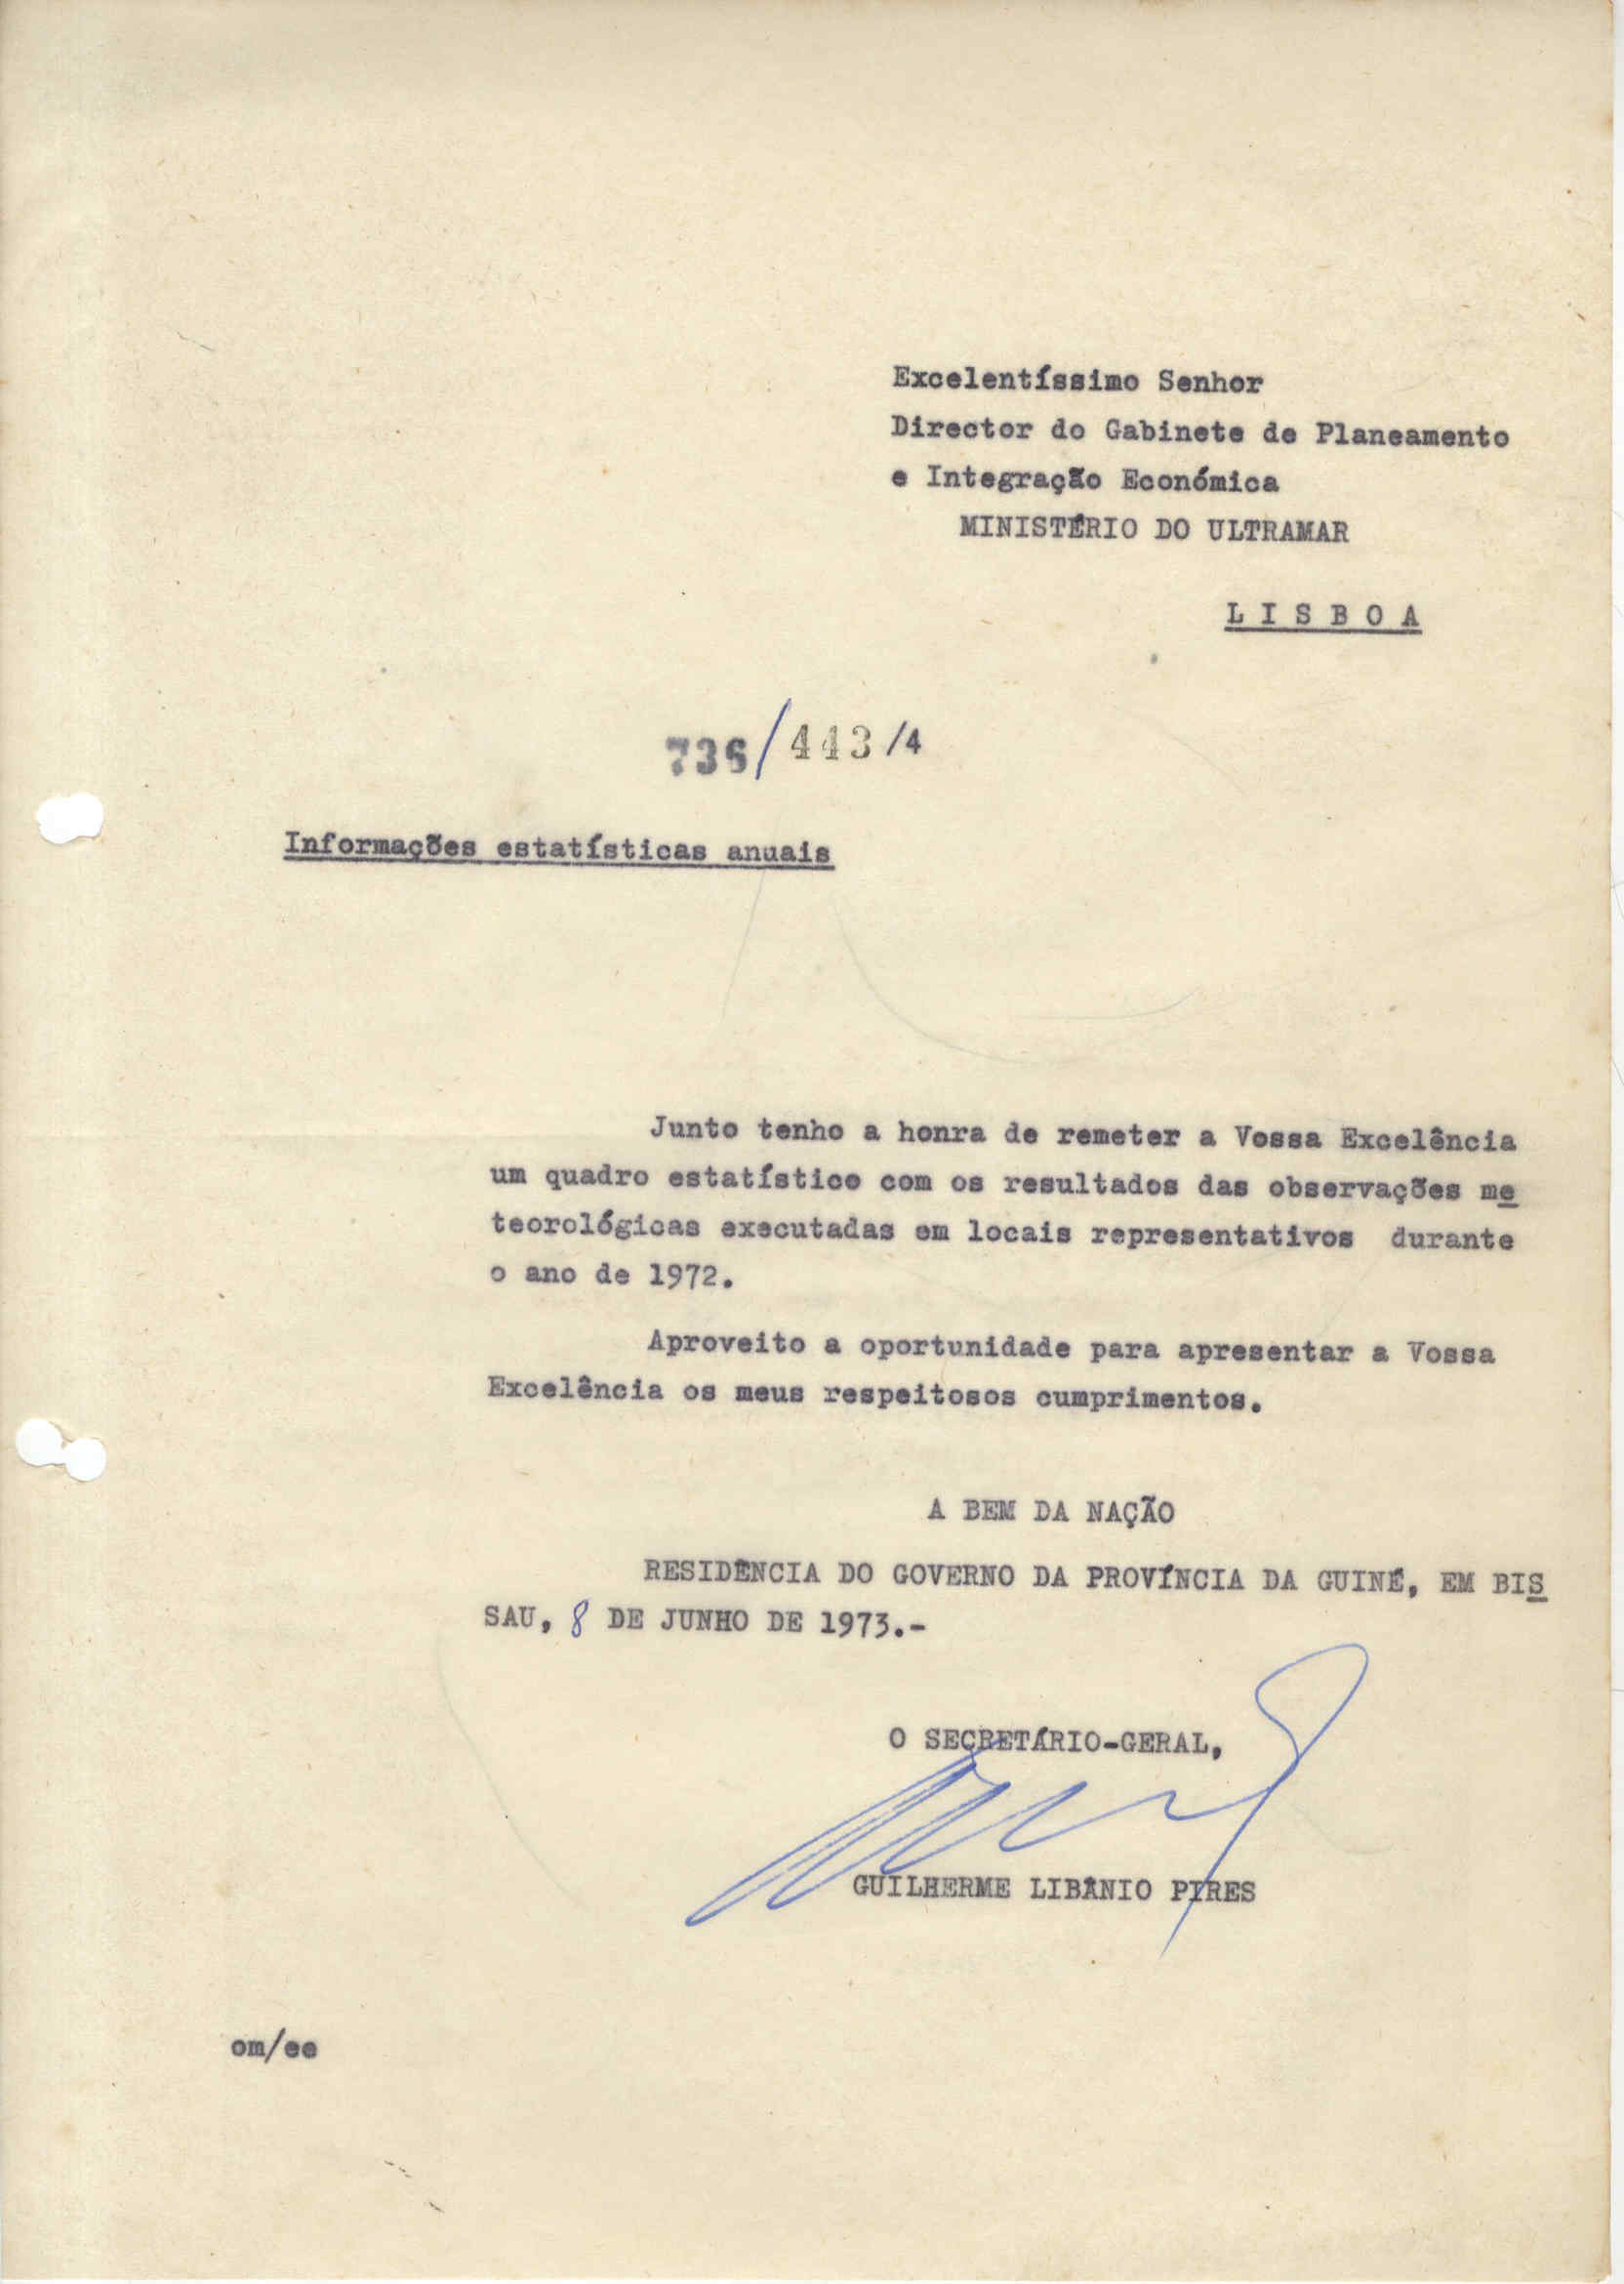 Excelentíssimo Senhor
Director do Gabinete de Planeamento
e Integração Económica
MINISTÉRIO DO ULTRAMAR
L I S B O A
736/443/4
Informações estatísticas anuais
Junto tenho a honra de remeter a Vossa Excelência
um quadro estatístico com os resultados das observações me
teorológicas executadas em locais representativos durante
o ano de 1972.
Aproveito a oportunidade para apresentar a Vossa
Excelência os meus respeitosos cumprimentos.
A BEM DA NAÇÃO
RESIDÊNCIA DO GOVERNO DA PROVÍNCIA DA GUINÉ, EM BIS
SAU, 8 DE JUNHO DE 1973.-
O SECRETÁRIO-GERAL,
GUILHERME LIBÂNIO PIRES
om/ee